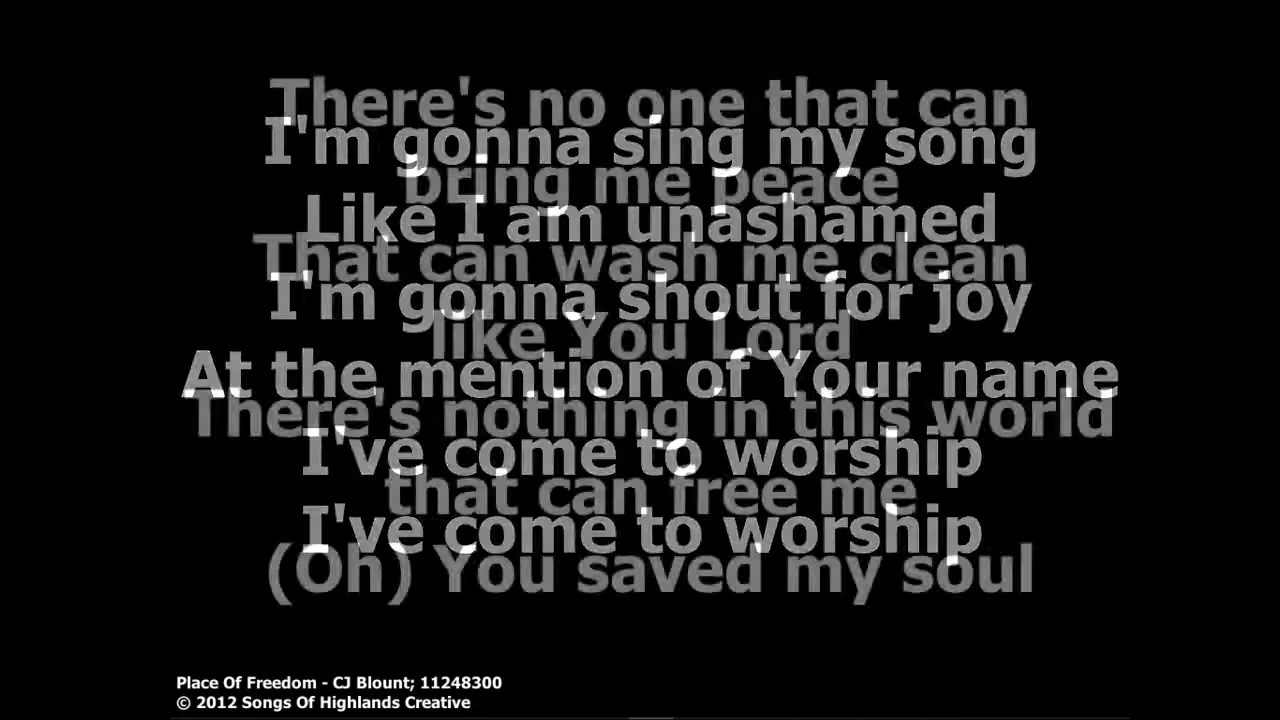 There's no one that can
I'm gonna sing my song
bring me peace
Like I am unashamed
That can wash me clean
I'm gonna shout for joy
like You Lord
At the mention of Your name
There's nothing in this world
I've come to worship
that can free me
I've come to worship
(Oh) You saved my soul
Place Of Freedom - CJ Blount; 11248300
© 2012 Songs Of Highlands Creative